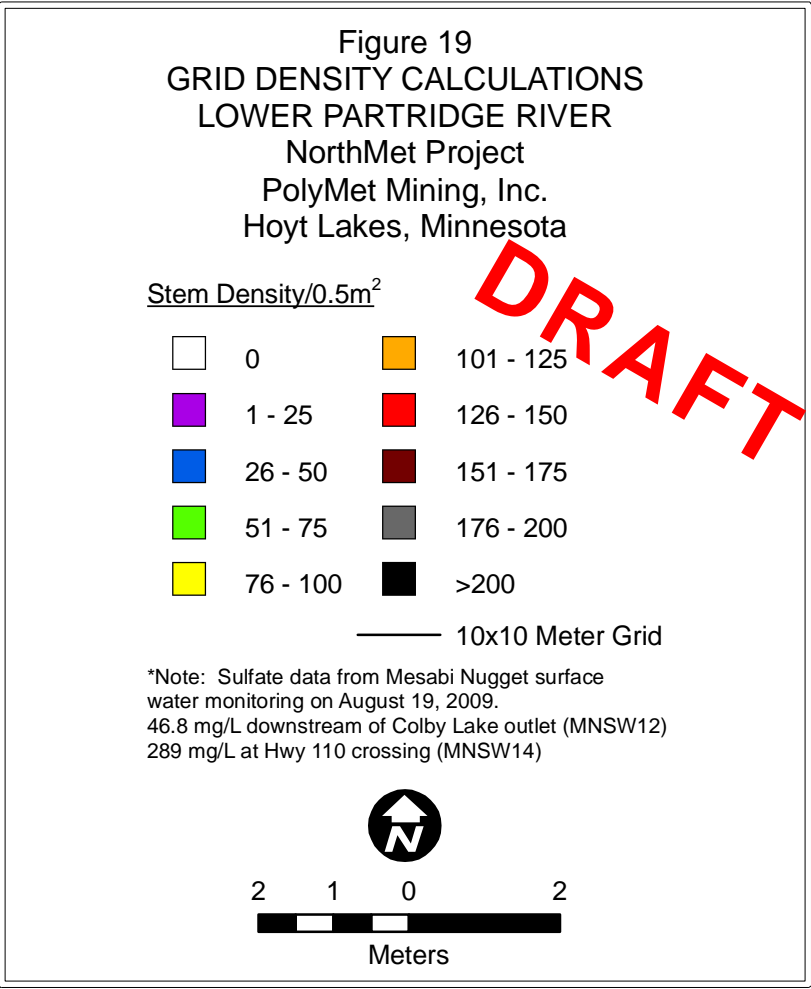 Figure 19
GRID DENSITY CALCULATIONS
LOWER PARTRIDGE RIVER
NorthMet Project
PolyMet Mining, Inc.
Hoyt Lakes, Minnesota
DRAFT
Stem Density/0.5m²
0
1 - 25
26 - 50
51 - 75
76 - 100
101 - 125
126 - 150
151 - 175
176 - 200
>200
10x10 Meter Grid
*Note: Sulfate data from Mesabi Nugget surface
water monitoring on August 19, 2009.
46.8 mg/L downstream of Colby Lake outlet (MNSW12)
289 mg/L at Hwy 110 crossing (MNSW14)
N
2 1 0 2
Meters